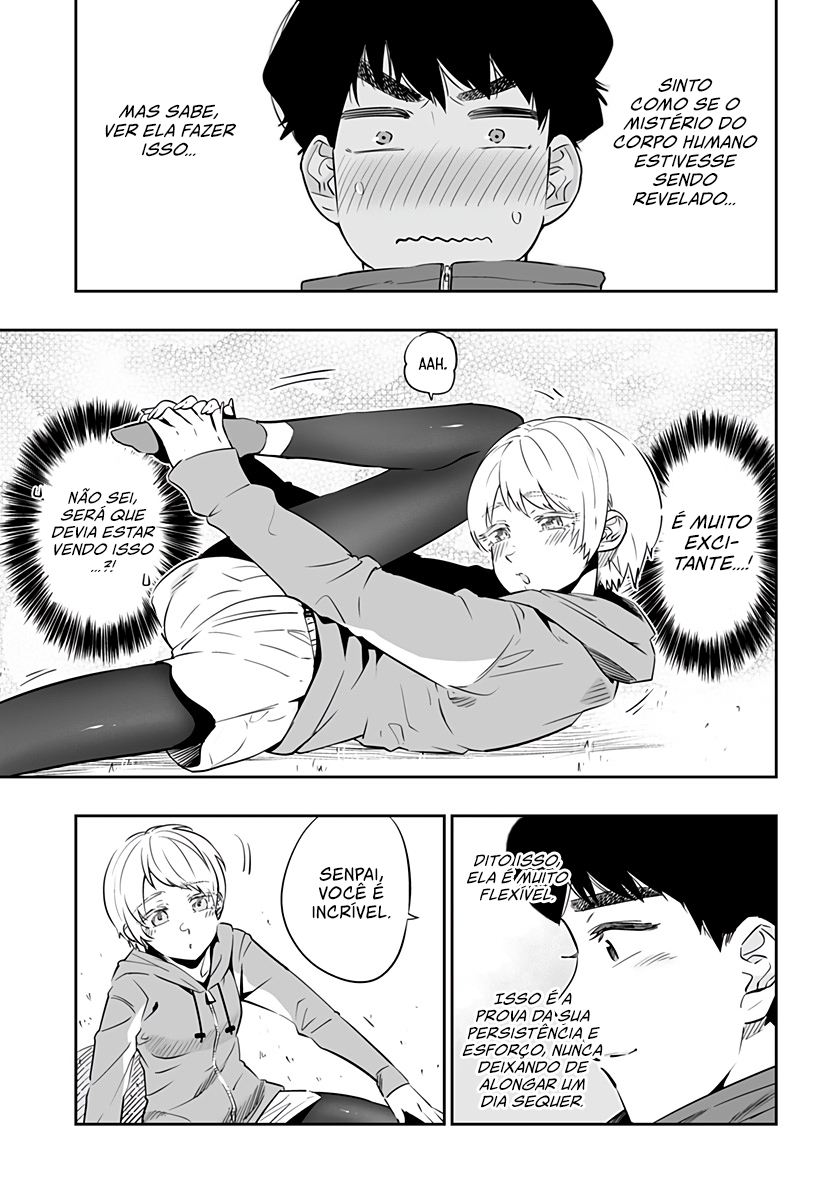 SINTO
COMO SE O
MISTÉRIO DO
CORPO HUMANO
ESTIVESSE
SENDO
REVELADO...
MAS SABE,
VER ELA FAZER
ISSO...
AAH.
É MUITO
EXCI-
TANTE...!
NÃO SEI,
SERÁ QUE
DEVIA ESTAR
VENDO ISSO
...?!
DITO ISSO,
ELA É MUITO
FLEXÍVEL.
ISSO É A
PROVA DA SUA
PERSISTÊNCIA E
ESFORÇO, NUNCA
DEIXANDO DE
ALONGAR UM
DIA SEQUER.
SENPAI,
VOCÊ É
INCRÍVEL.